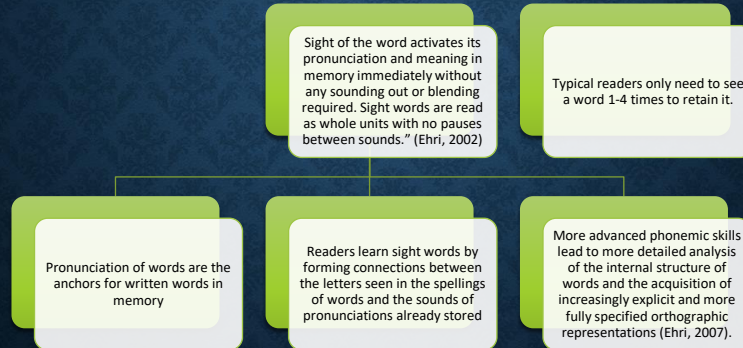 Sight of the word activates its
pronunciation and meaning in
memory immediately without
any sounding out or blending
required. Sight words are read
as whole units with no pauses
between sounds.” (Ehri, 2002)
Typical readers only need to see
a word 1-4 times to retain it.
Pronunciation of words are the
anchors for written words in
memory
Readers learn sight words by
forming connections between
the letters seen in the spellings
of words and the sounds of
pronunciations already stored
More advanced phonemic skills
lead to more detailed analysis
of the internal structure of
words and the acquisition of
increasingly explicit and more
fully specified orthographic
representations (Ehri, 2007).